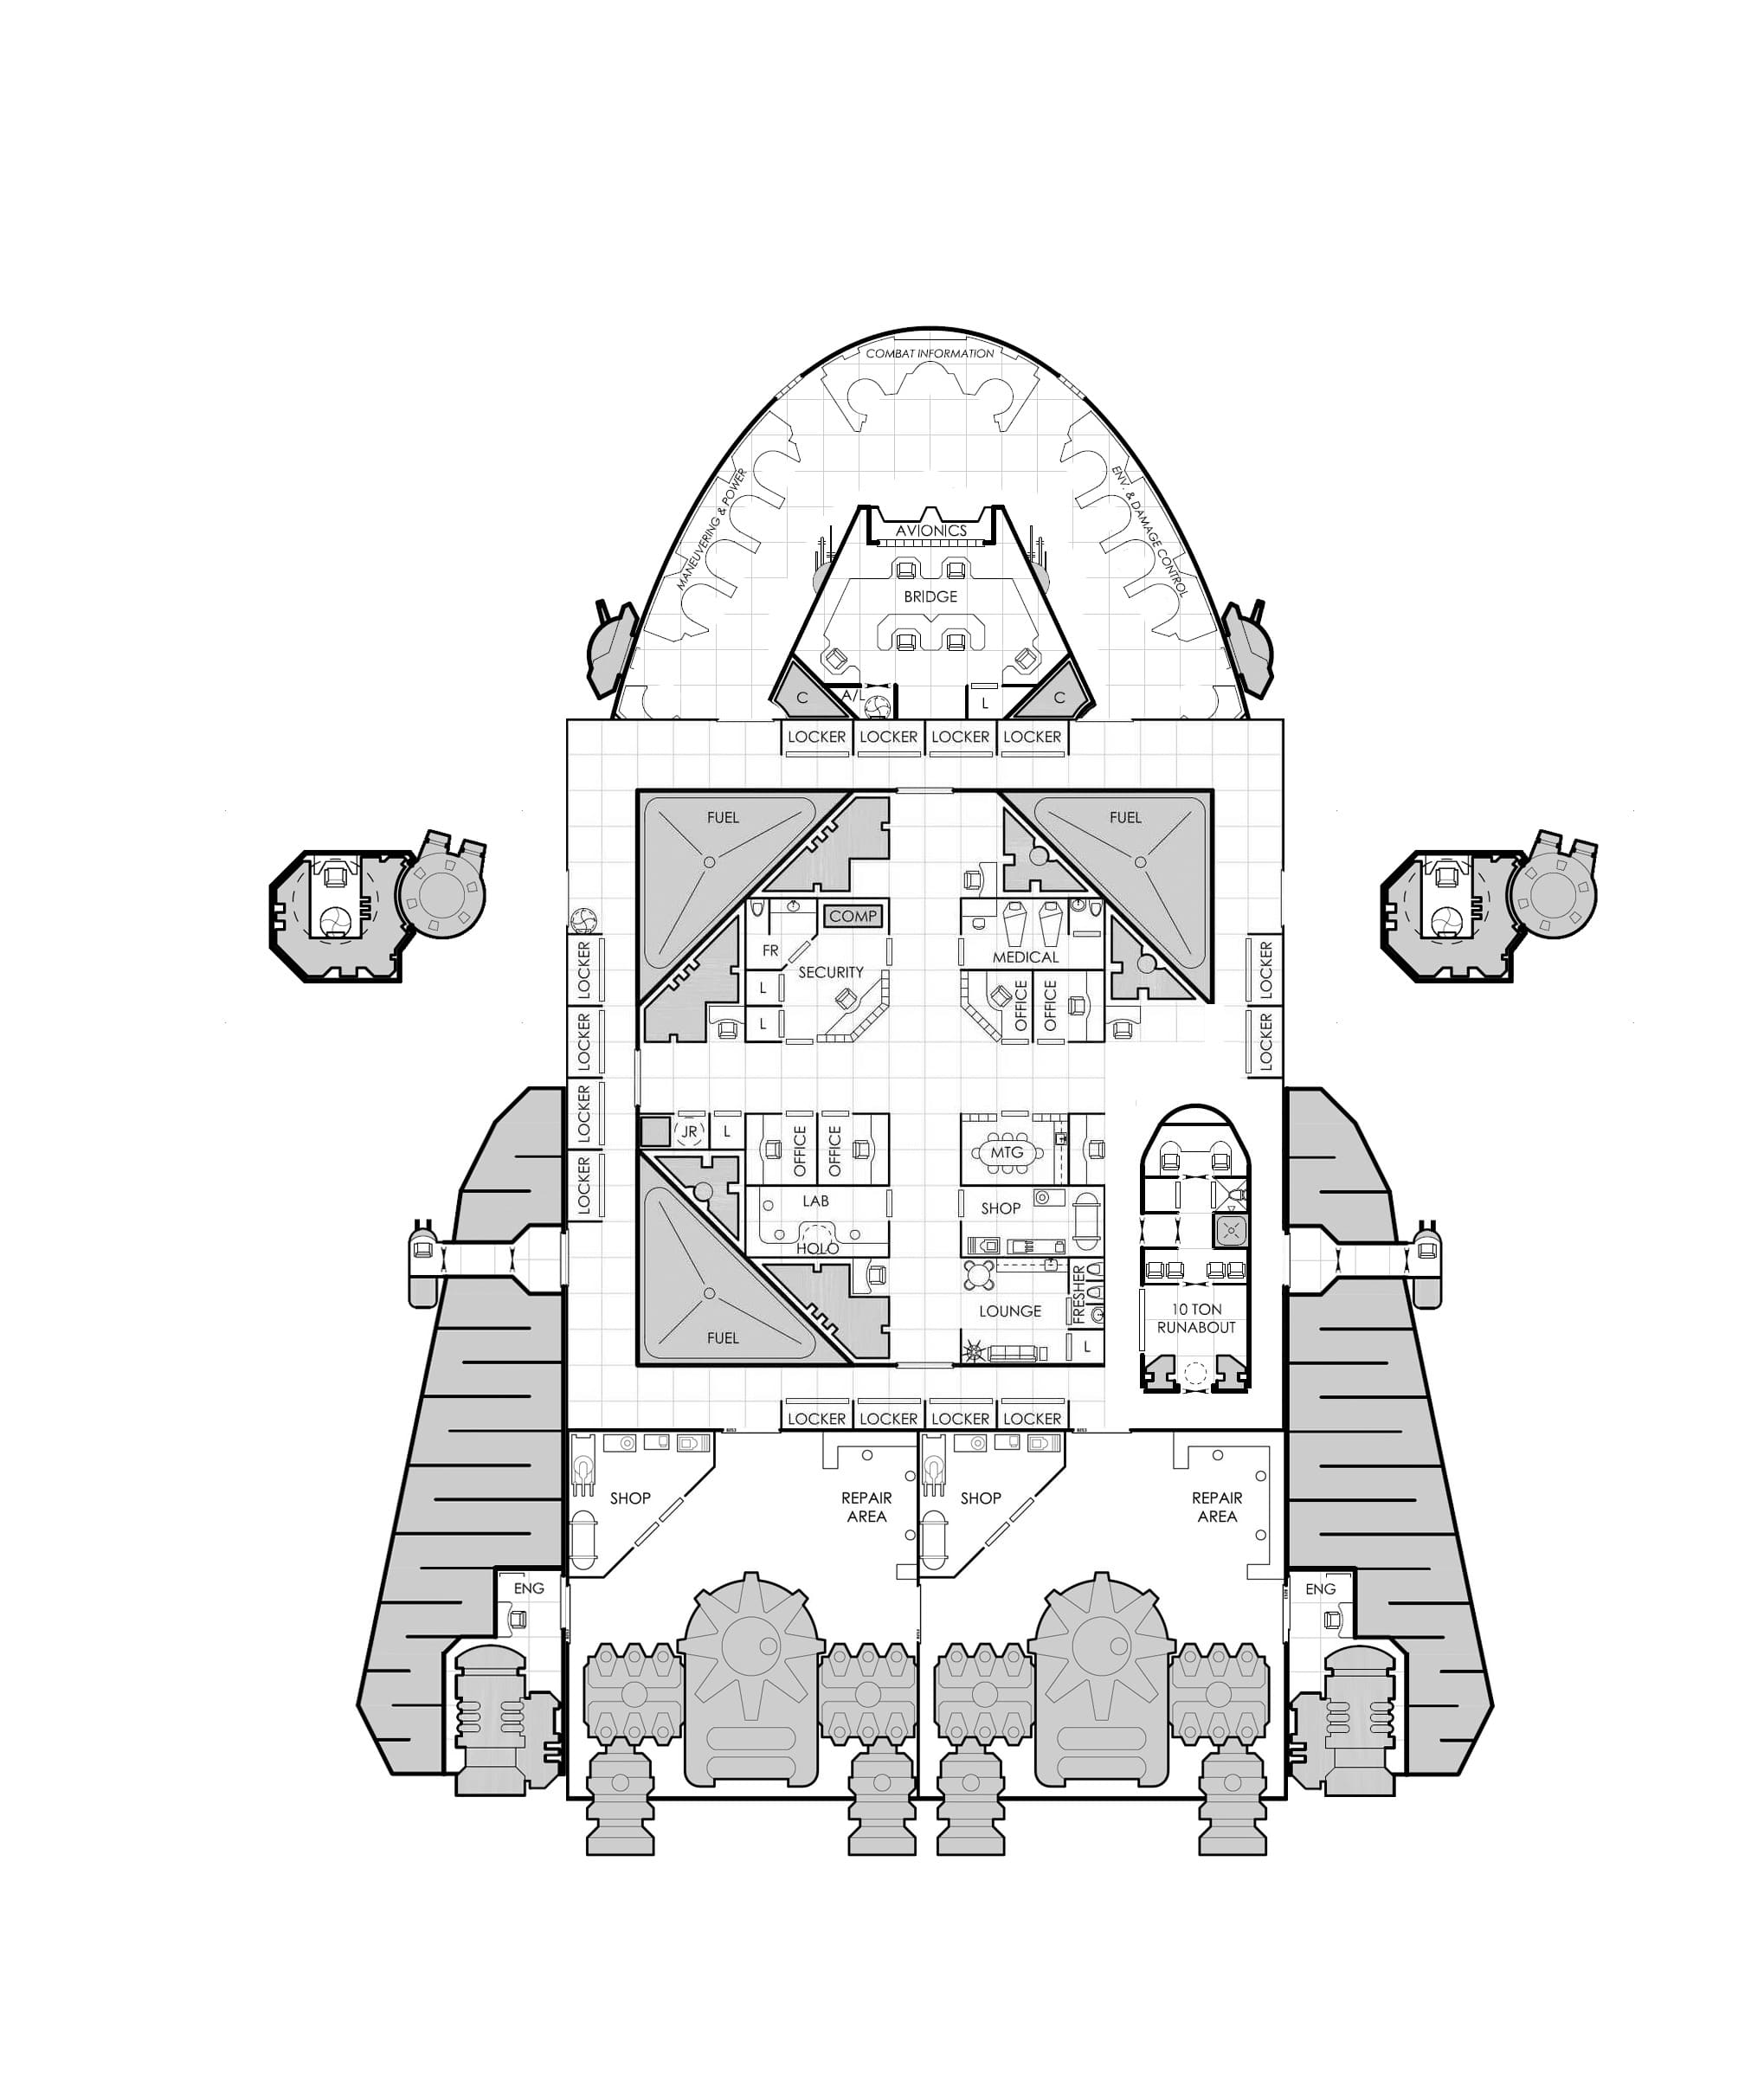 COMBAT INFORMATION
MANEUVERING & POWER
ENV. & DAMAGE CONTROL
AVIONICS
BRIDGE
C
A/L
L
C
LOCKER
LOCKER
LOCKER
LOCKER
FUEL
FUEL
COMP
FR
SECURITY
MEDICAL
L
L
OFFICE
OFFICE
LOCKER
LOCKER
LOCKER
LOCKER
LOCKER
LOCKER
JR
L
OFFICE
OFFICE
MTG
LAB
HOLO
SHOP
FUEL
LOUNGE
FRESHER
L
10 TON
RUNABOUT
LOCKER
LOCKER
LOCKER
LOCKER
SHOP
REPAIR
AREA
SHOP
REPAIR
AREA
ENG
ENG